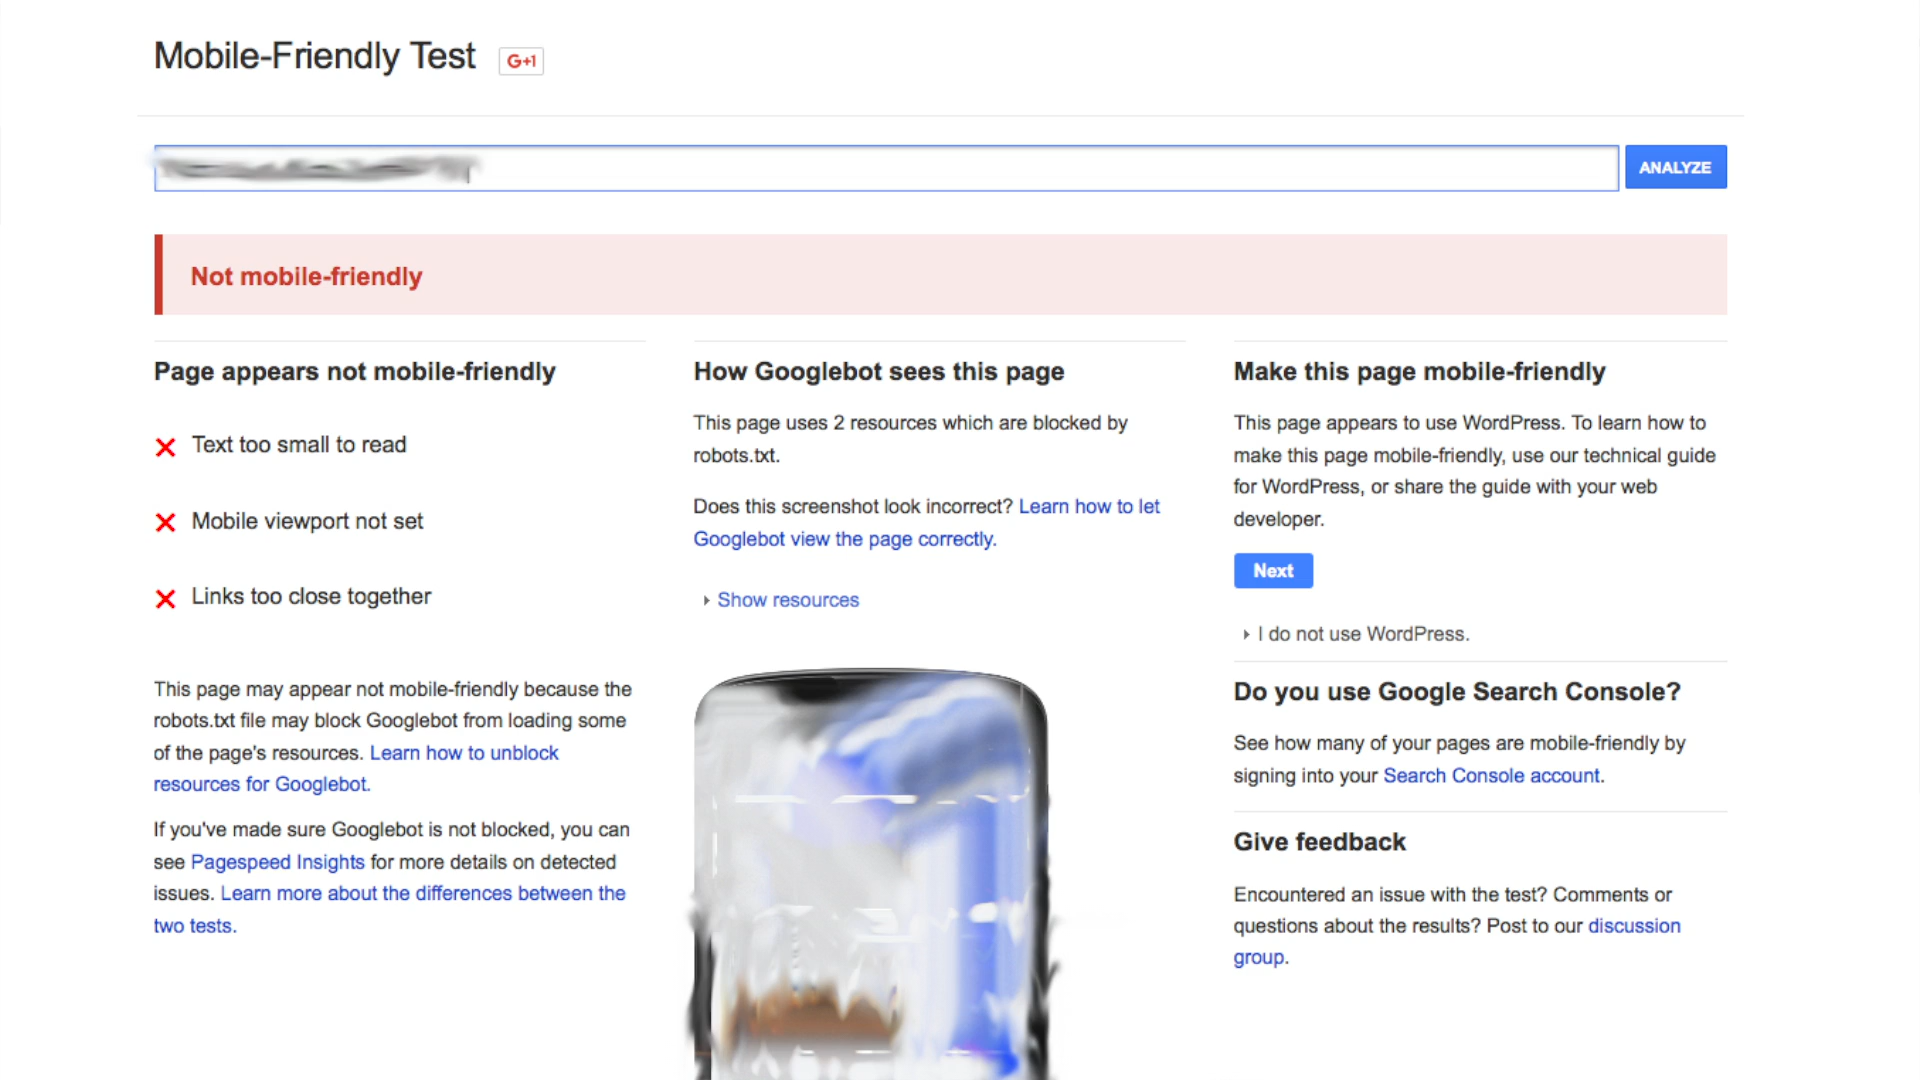 Mobile-Friendly Test
G+1
ANALYZE
Not mobile-friendly
Page appears not mobile-friendly
Text too small to read
Mobile viewport not set
Links too close together
This page may appear not mobile-friendly because the
robots.txt file may block Googlebot from loading some
of the page's resources. Learn how to unblock
resources for Googlebot.
If you've made sure Googlebot is not blocked, you can
see Pagespeed Insights for more details on detected
issues. Learn more about the differences between the
two tests.
How Googlebot sees this page
This page uses 2 resources which are blocked by
robots.txt.
Does this screenshot look incorrect? Learn how to let
Googlebot view the page correctly.
Show resources
Make this page mobile-friendly
This page appears to use WordPress. To learn how to
make this page mobile-friendly, use our technical guide
for WordPress, or share the guide with your web
developer.
Next
I do not use WordPress.
Do you use Google Search Console?
See how many of your pages are mobile-friendly by
signing into your Search Console account.
Give feedback
Encountered an issue with the test? Comments or
questions about the results? Post to our discussion
group.